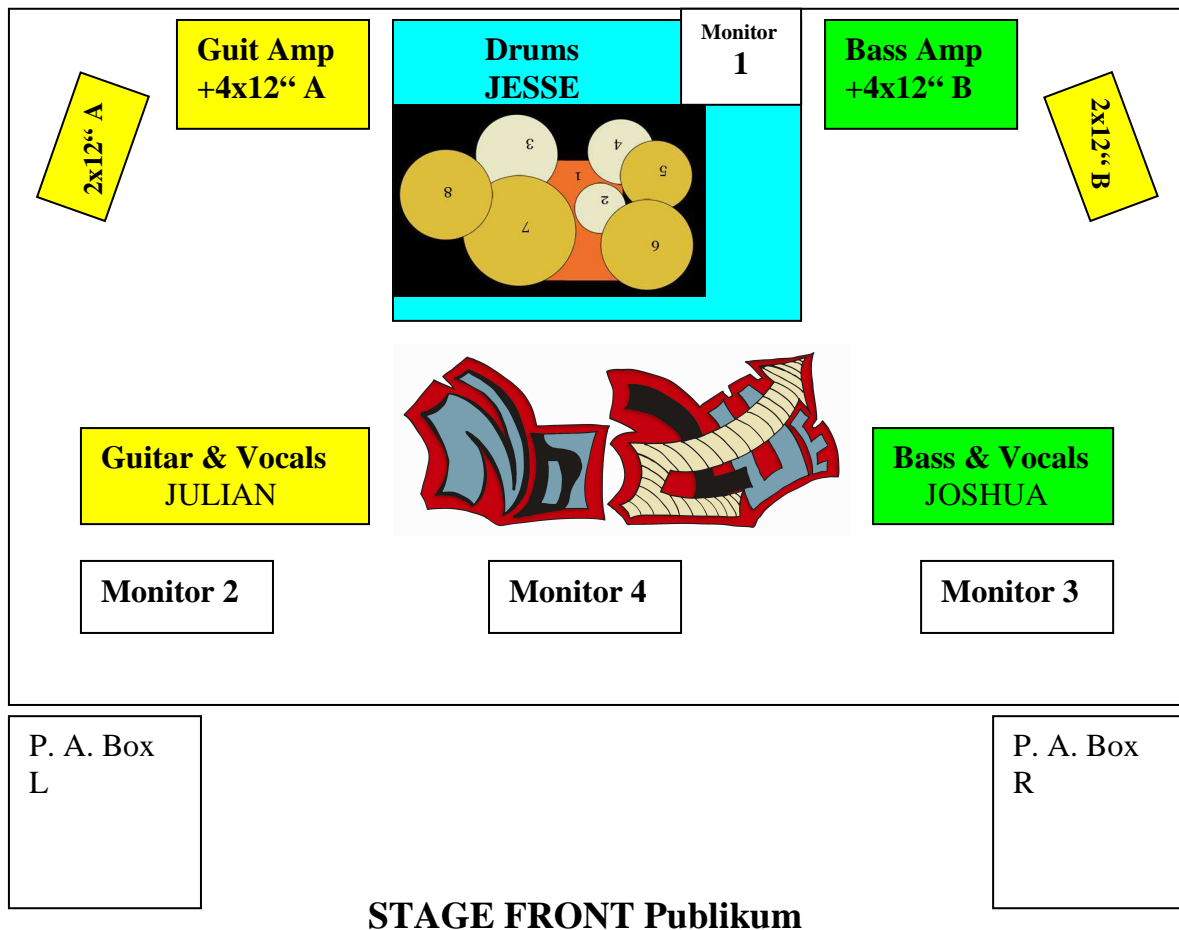 Guit Amp
+4x12“ A
Drums
JESSE
Monitor
1
Bass Amp
+4x12“ B
2x12“ A
2x12“ B
3
4
5
1
2
8
7
6
Guitar & Vocals
JULIAN
Bass & Vocals
JOSHUA
Monitor 2
Monitor 4
Monitor 3
P. A. Box
L
P. A. Box
R
STAGE FRONT Publikum